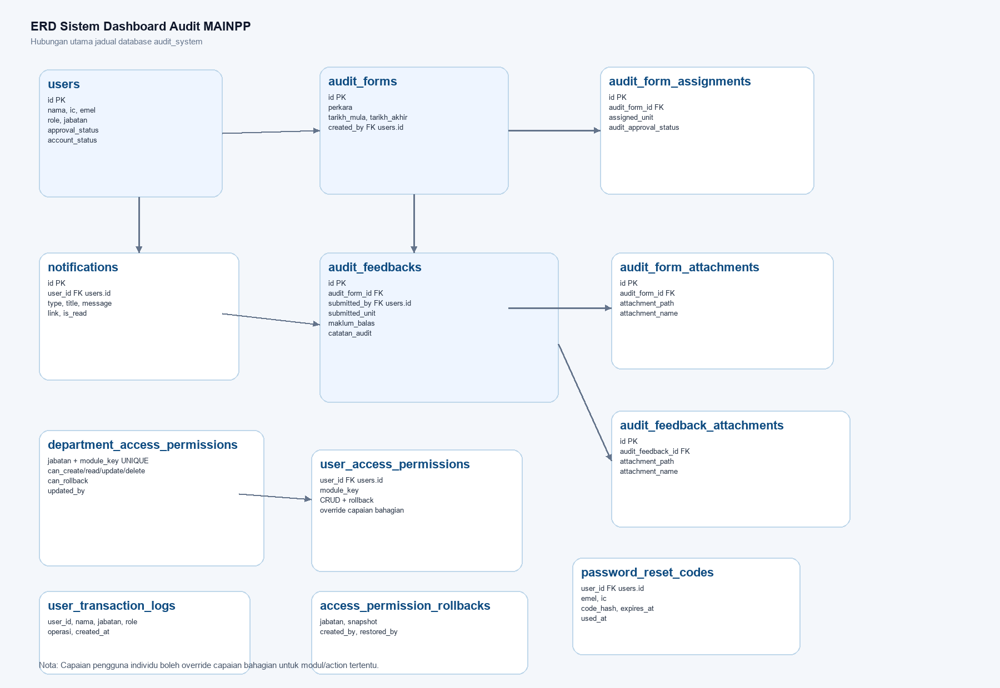 ERD Sistem Dashboard Audit MAINPP
Hubungan utama jadual database audit_system
users
id PK
nama, ic, emel
role, jabatan
approval_status
account_status
audit_forms
id PK
perkara
tarikh_mula, tarikh_akhir
created_by FK users.id
audit_form_assignments
id PK
audit_form_id FK
assigned_unit
audit_approval_status
notifications
id PK
user_id FK users.id
type, title, message
link, is_read
audit_feedbacks
id PK
audit_form_id FK
submitted_by FK users.id
submitted_unit
maklum_balas
catatan_audit
audit_form_attachments
id PK
audit_form_id FK
attachment_path
attachment_name
department_access_permissions
jabatan + module_key UNIQUE
can_create/read/update/delete
can_rollback
updated_by
user_access_permissions
user_id FK users.id
module_key
CRUD + rollback
override capaian bahagian
audit_feedback_attachments
id PK
audit_feedback_id FK
attachment_path
attachment_name
user_transaction_logs
user_id, nama, jabatan, role
operasi, created_at
access_permission_rollbacks
jabatan, snapshot
created_by, restored_by
password_reset_codes
user_id FK users.id
emel, ic
code_hash, expires_at
used_at
Nota: Capaian pengguna individu boleh override capaian bahagian untuk modul/action tertentu.